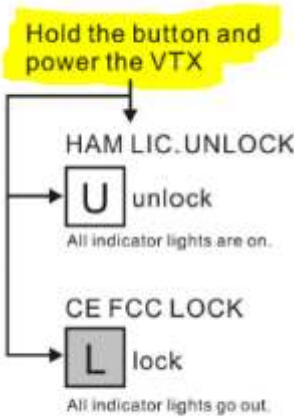 Hold the button and
power the VTX
HAM LIC.UNLOCK
U unlock
All indicator lights are on.
CE FCC LOCK
L lock
All indicator lights go out.